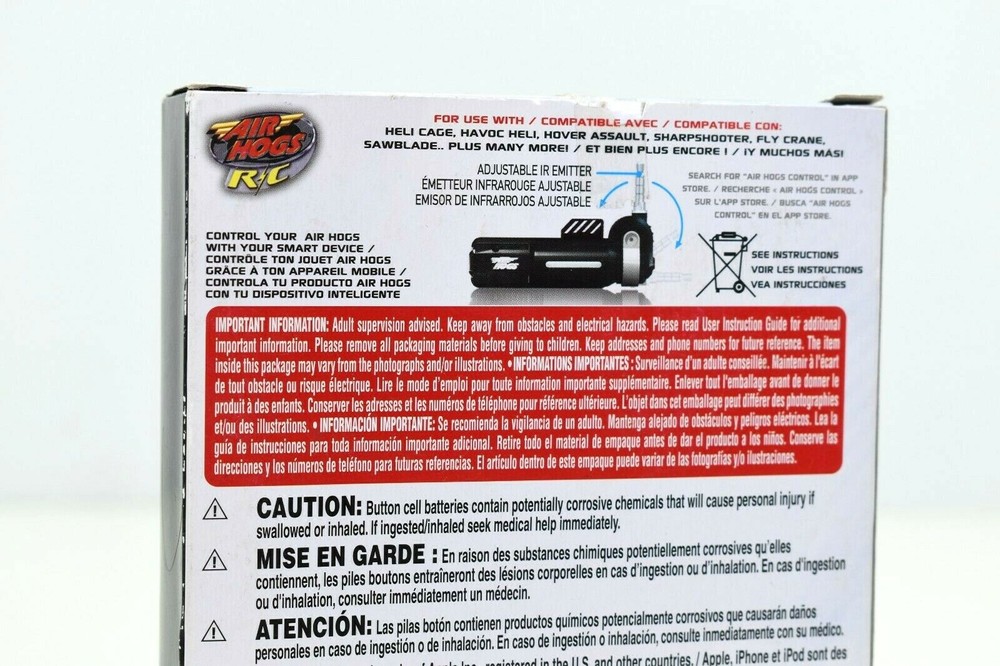 AIR
HOGS
R/C
FOR USE WITH / COMPATIBLE AVEC / COMPATIBLE CON:
HELI CAGE, HAVOC HELI, HOVER ASSAULT, SHARPSHOOTER, FLY CRANE,
SAWBLADE.. PLUS MANY MORE! / ET BIEN PLUS ENCORE ! / ¡Y MUCHOS MÁS!
ADJUSTABLE IR EMITTER
ÉMETTEUR INFRAROUGE AJUSTABLE
EMISOR DE INFRARROJOS AJUSTABLE
SEARCH FOR "AIR HOGS CONTROL" IN APP
STORE. / RECHERCHE « AIR HOGS CONTROL »
SUR L'APP STORE. / BUSCA "AIR HOGS
CONTROL" EN EL APP STORE.
CONTROL YOUR AIR HOGS
WITH YOUR SMART DEVICE /
CONTRÔLE TON JOUET AIR HOGS
GRÂCE À TON APPAREIL MOBILE /
CONTROLA TU PRODUCTO AIR HOGS
CON TU DISPOSITIVO INTELIGENTE
AIR
HOGS
SEE INSTRUCTIONS
VOIR LES INSTRUCTIONS
VEA INSTRUCCIONES
IMPORTANT INFORMATION: Adult supervision advised. Keep away from obstacles and electrical hazards. Please read User Instruction Guide for additional
important information. Please remove all packaging materials before giving to children. Keep addresses and phone numbers for future reference. The item
inside this package may vary from the photographs and/or illustrations. • INFORMATIONS IMPORTANTES : Surveillance d'un adulte conseillée. Maintenir à l'écart
de tout obstacle ou risque électrique. Lire le mode d'emploi pour toute information importante supplémentaire. Enlever tout l'emballage avant de donner le
produit à des enfants. Conserver les adresses et les numéros de téléphone pour référence ultérieure. L'objet dans cet emballage peut différer des photographies
et/ou des illustrations. • INFORMACIÓN IMPORTANTE: Se recomienda la vigilancia de un adulto. Mantenga alejado de obstáculos y peligros eléctricos. Lea la
guía de instrucciones para toda información importante adicional. Retire todo el material de empaque antes de dar el producto a los niños. Conserve las
direcciones y los números de teléfono para futuras referencias. El artículo dentro de este empaque puede variar de las fotografías y/o ilustraciones.
CAUTION: Button cell batteries contain potentially corrosive chemicals that will cause personal injury if
swallowed or inhaled. If ingested/inhaled seek medical help immediately.
MISE EN GARDE : En raison des substances chimiques potentiellement corrosives qu'elles
contiennent, les piles boutons entraîneront des lésions corporelles en cas d'ingestion ou d'inhalation. En cas d'ingestion
ou d'inhalation, consulter immédiatement un médecin.
ATENCIÓN: Las pilas botón contienen productos químicos potencialmente corrosivos que causarán daños
personales en caso de ingestión o de inhalación. En caso de ingestión o inhalación, consulte inmediatamente con su médico.
of Apple Inc., registered in the U.S. and other countries. / Apple, iPhone et iPod sont des